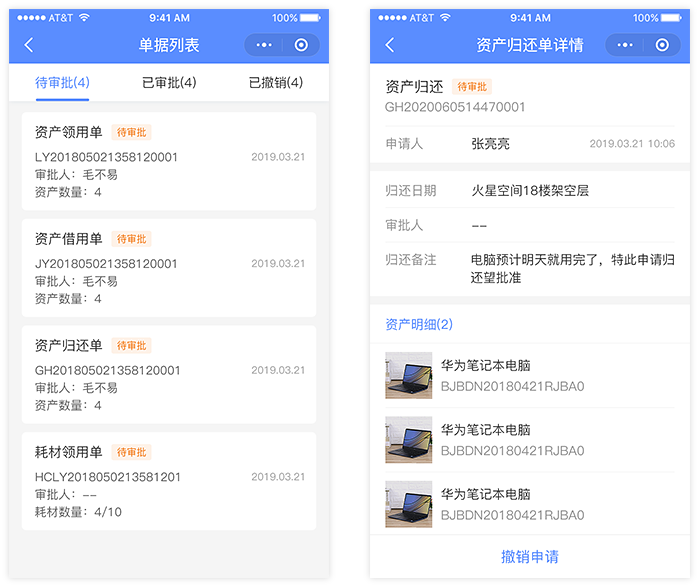 AT&T 9:41 AM 100%
单据列表
待审批(4) 已审批(4) 已撤销(4)
资产领用单 待审批
LY201805021358120001 2019.03.21
审批人：毛不易
资产数量：4
资产借用单 待审批
JY201805021358120001 2019.03.21
审批人：毛不易
资产数量：4
资产归还单 待审批
GH201805021358120001 2019.03.21
审批人：毛不易
资产数量：4
耗材领用单 待审批
HCLY2018050213581201 2019.03.21
审批人：--
耗材数量：4/10
AT&T 9:41 AM 100%
资产归还单详情
资产归还 待审批
GH2020060514470001
申请人 张亮亮 2019.03.21 10:06
归还日期 火星空间18楼架空层
审批人 --
归还备注 电脑预计明天就用完了，特此申请归
还望批准
资产明细(2)
华为笔记本电脑
BJBDN20180421RJBA0
华为笔记本电脑
BJBDN20180421RJBA0
华为笔记本电脑
BJBDN20180421RJBA0
撤销申请